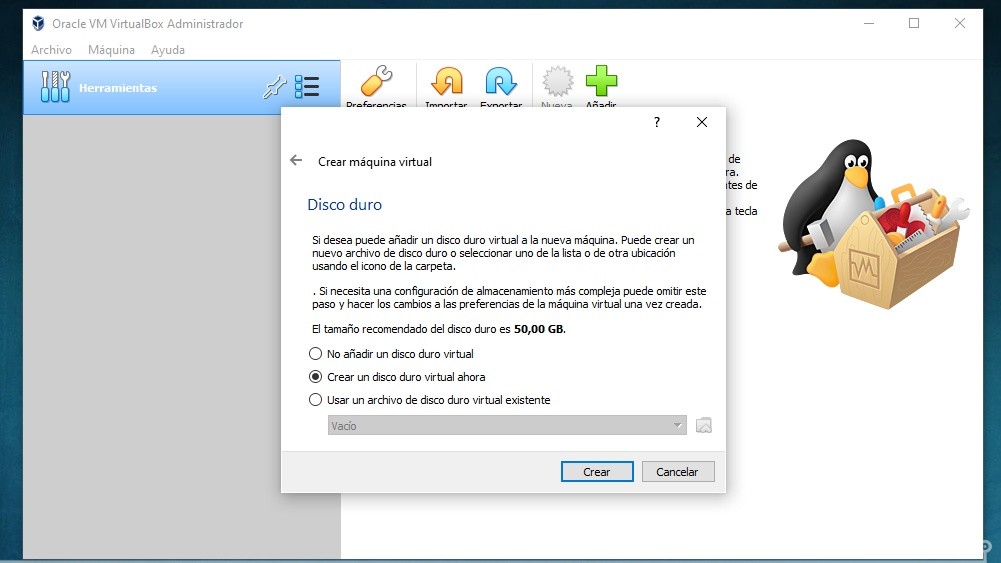 Oracle VM VirtualBox Administrador
Archivo Máquina Ayuda
Herramientas
Preferencias Importar Exportar Nueva Añadir
de
ra.
tes de
a tecla
?
Crear máquina virtual
Disco duro
Si desea puede añadir un disco duro virtual a la nueva máquina. Puede crear un
nuevo archivo de disco duro o seleccionar uno de la lista o de otra ubicación
usando el icono de la carpeta.
. Si necesita una configuración de almacenamiento más compleja puede omitir este
paso y hacer los cambios a las preferencias de la máquina virtual una vez creada.
El tamaño recomendado del disco duro es 50,00 GB.
No añadir un disco duro virtual
Crear un disco duro virtual ahora
Usar un archivo de disco duro virtual existente
Vacío
Crear Cancelar